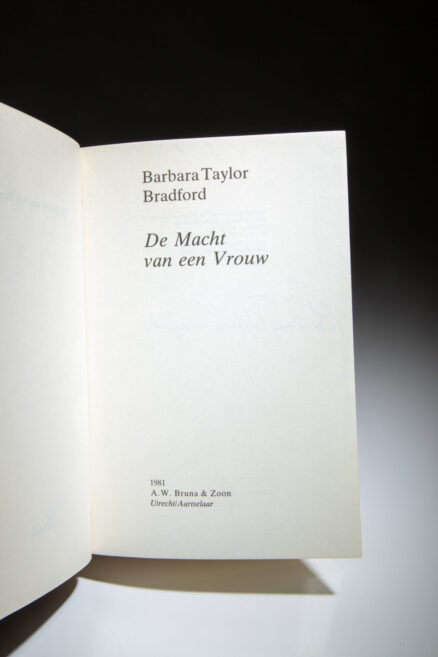 Barbara Taylor
Bradford
De Macht
van een Vrouw
1981
A.W. Bruna & Zoon
Utrecht/Aartselaar